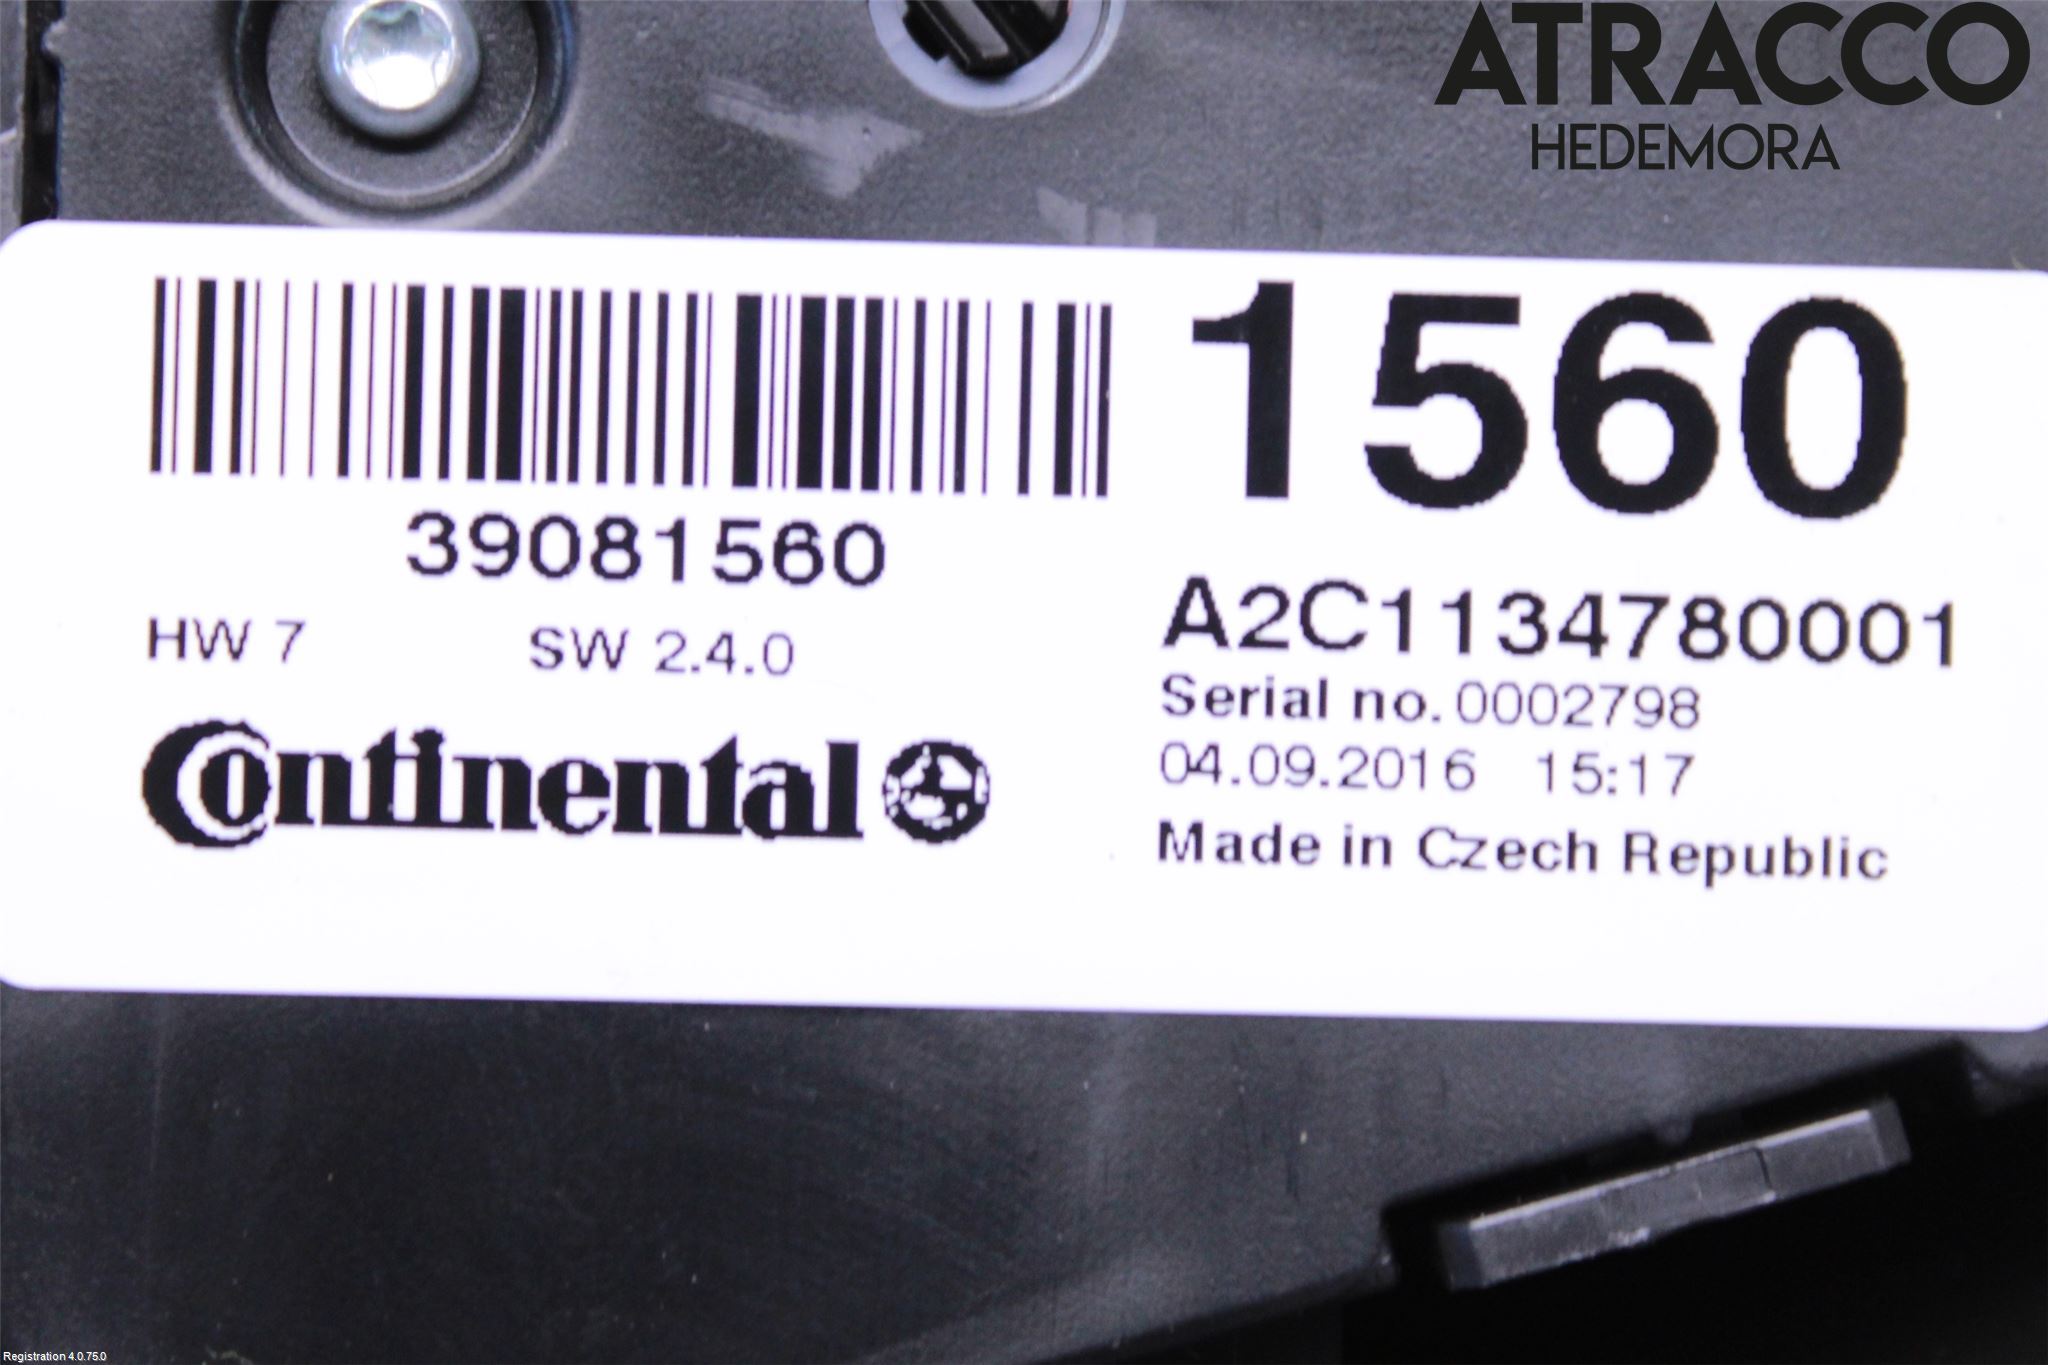 ATRACCO
HEDEMORA
1560
39081560
HW 7 SW 2.4.0
A2C1134780001
Serial no. 0002798
04.09.2016 15:17
Continental
Made in Czech Republic
Registration 4.0.75.0